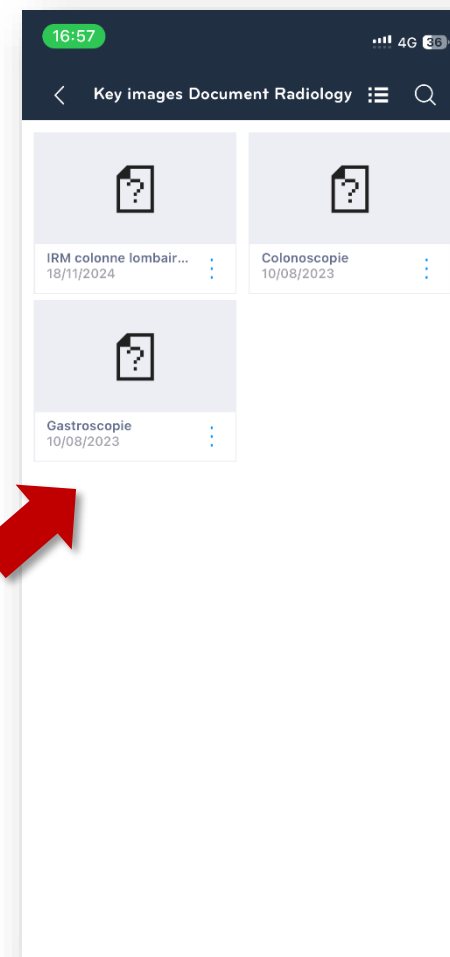 16:57
4G 36
Key images Document Radiology
IRM colonne lombair...
18/11/2024
Colonoscopie
10/08/2023
Gastroscopie
10/08/2023